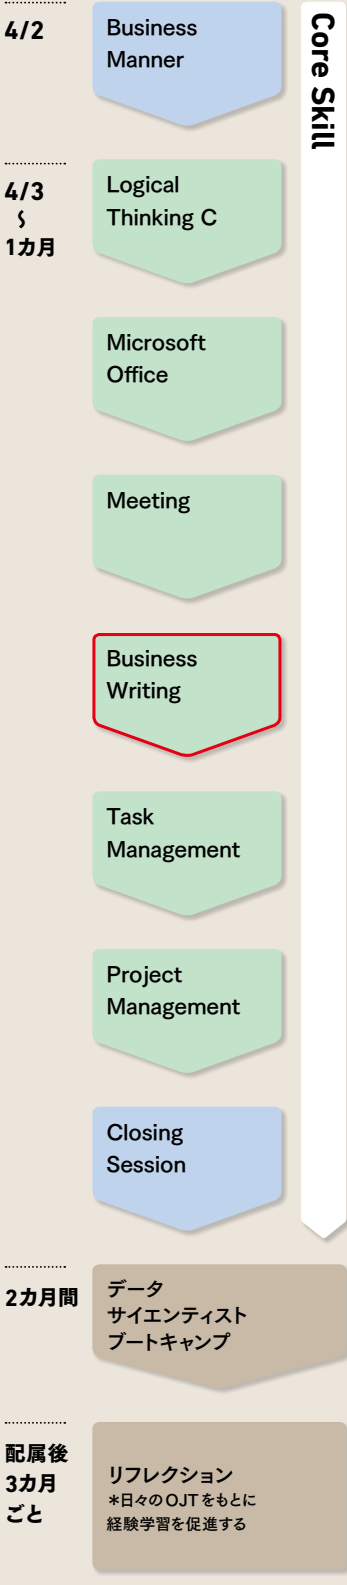 4/2
Business
Manner
Core Skill
4/3
〜
1カ月
Logical
Thinking C
Microsoft
Office
Meeting
Business
Writing
Task
Management
Project
Management
Closing
Session
2カ月間
データ
サイエンティスト
ブートキャンプ
配属後
3カ月
ごと
リフレクション
＊日々のOJTをもとに
経験学習を促進する